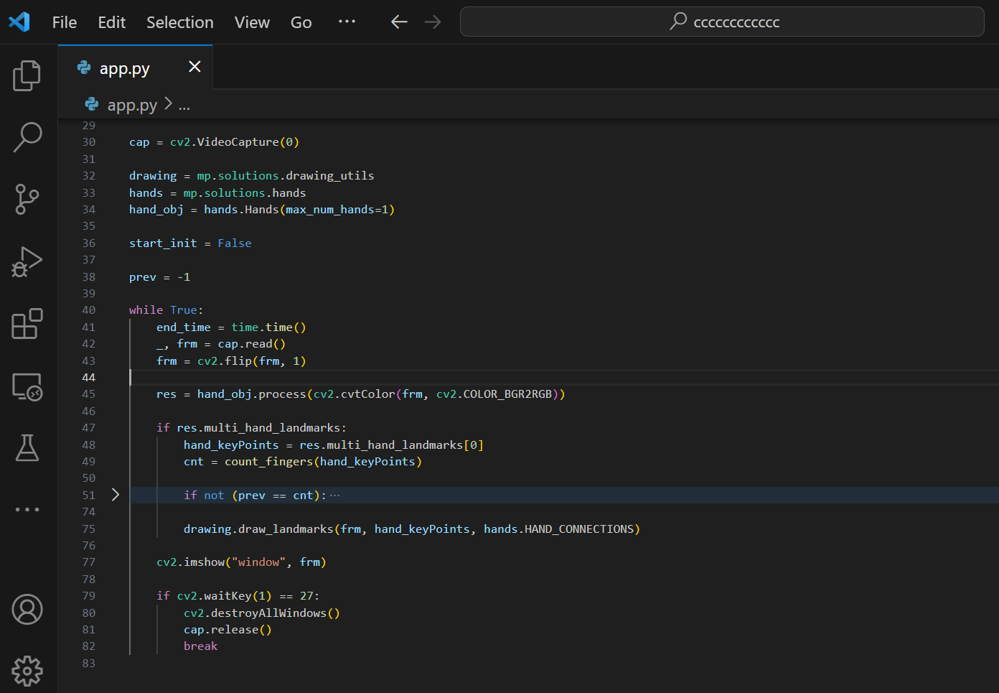 File Edit Selection View Go ··· cccccccccccc
app.py
app.py > ...
29
30 cap = cv2.VideoCapture(0)
31
32 drawing = mp.solutions.drawing_utils
33 hands = mp.solutions.hands
34 hand_obj = hands.Hands(max_num_hands=1)
35
36 start_init = False
37
38 prev = -1
39
40 while True:
41     end_time = time.time()
42     _, frm = cap.read()
43     frm = cv2.flip(frm, 1)
44
45     res = hand_obj.process(cv2.cvtColor(frm, cv2.COLOR_BGR2RGB))
46
47     if res.multi_hand_landmarks:
48         hand_keyPoints = res.multi_hand_landmarks[0]
49         cnt = count_fingers(hand_keyPoints)
50
51         if not (prev == cnt):···
74
75         drawing.draw_landmarks(frm, hand_keyPoints, hands.HAND_CONNECTIONS)
76
77     cv2.imshow("window", frm)
78
79     if cv2.waitKey(1) == 27:
80         cv2.destroyAllWindows()
81         cap.release()
82         break
83